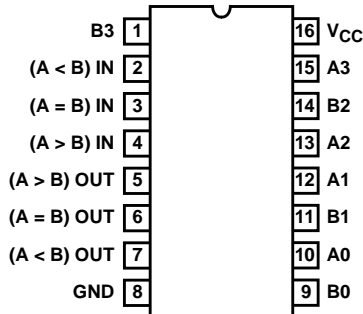 B3 1 16 VCC
(A < B) IN 2 15 A3
(A = B) IN 3 14 B2
(A > B) IN 4 13 A2
(A > B) OUT 5 12 A1
(A = B) OUT 6 11 B1
(A < B) OUT 7 10 A0
GND 8 9 B0